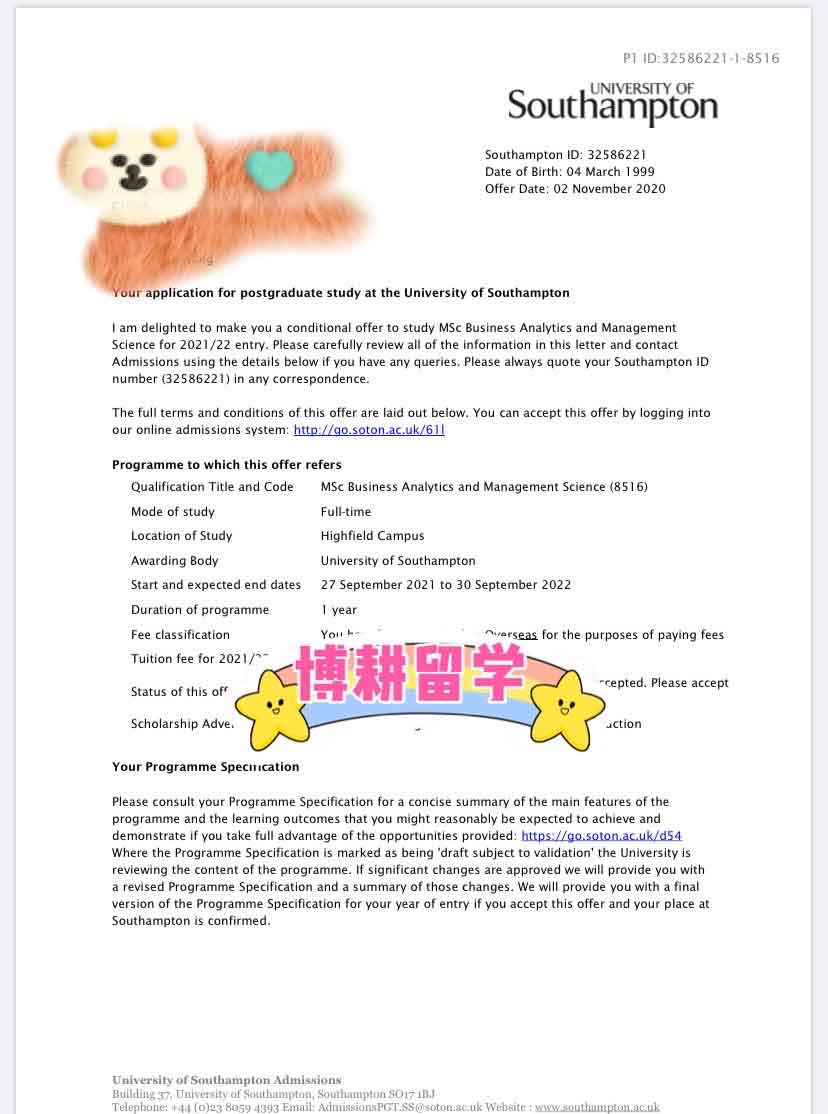 P1 ID:32586221-1-8516
UNIVERSITY OF
Southampton
Southampton ID: 32586221
Date of Birth: 04 March 1999
Offer Date: 02 November 2020
Your application for postgraduate study at the University of Southampton
I am delighted to make you a conditional offer to study MSc Business Analytics and Management
Science for 2021/22 entry. Please carefully review all of the information in this letter and contact
Admissions using the details below if you have any queries. Please always quote your Southampton ID
number (32586221) in any correspondence.
The full terms and conditions of this offer are laid out below. You can accept this offer by logging into
our online admissions system: http://go.soton.ac.uk/61l
Programme to which this offer refers
Qualification Title and Code MSc Business Analytics and Management Science (8516)
Mode of study Full-time
Location of Study Highfield Campus
Awarding Body University of Southampton
Start and expected end dates 27 September 2021 to 30 September 2022
Duration of programme 1 year
Fee classification You Overseas for the purposes of paying fees
Tuition fee for 2021/
博耕留学
Please accept
Status of this
Scholarship
Your Programme Specification
Please consult your Programme Specification for a concise summary of the main features of the
programme and the learning outcomes that you might reasonably be expected to achieve and
demonstrate if you take full advantage of the opportunities provided: https://go.soton.ac.uk/d54
Where the Programme Specification is marked as being 'draft subject to validation' the University is
reviewing the content of the programme. If significant changes are approved we will provide you with
a revised Programme Specification and a summary of those changes. We will provide you with a final
version of the Programme Specification for your year of entry if you accept this offer and your place at
Southampton is confirmed.
University of Southampton Admissions
Building 37, University of Southampton, Southampton SO17 1BJ
Telephone: +44 (0)23 8059 4393 Email: AdmissionsPGT.SS@soton.ac.uk Website : www.southampton.ac.uk